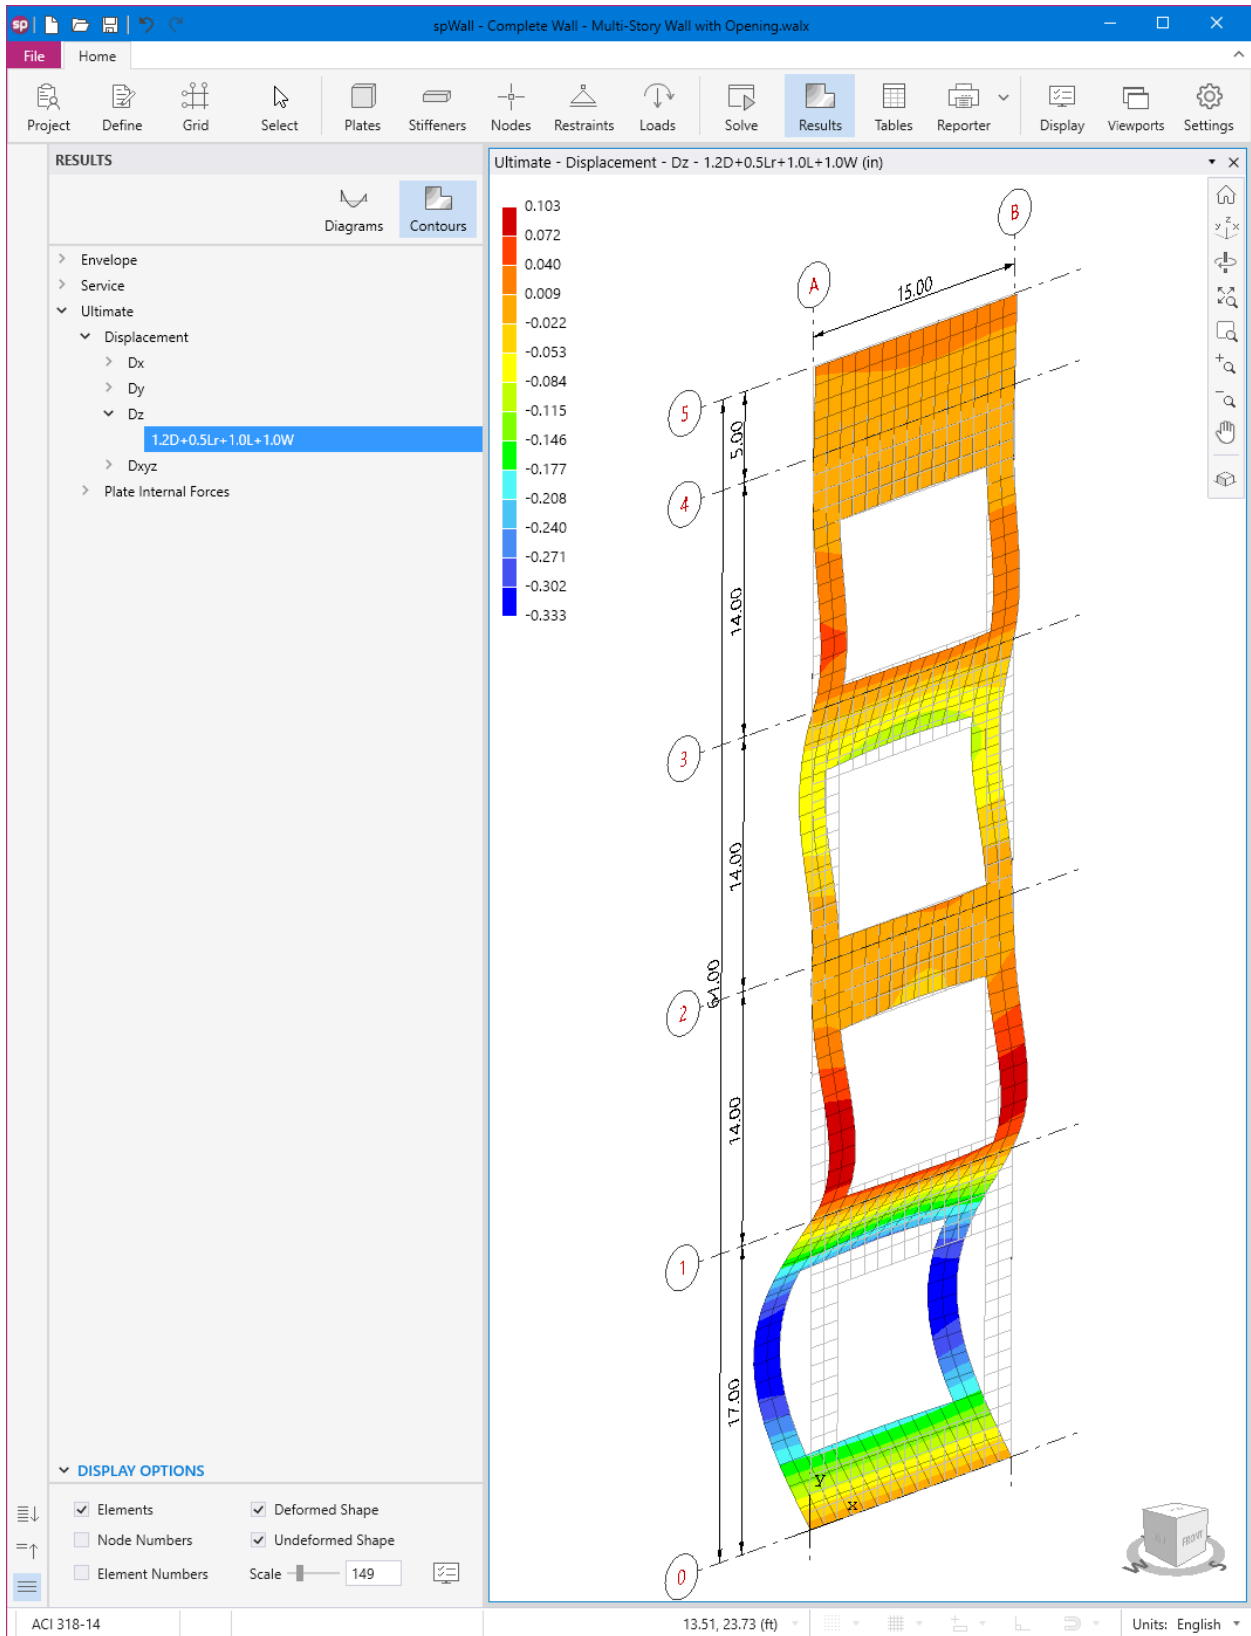 sp
spWall - Complete Wall - Multi-Story Wall with Opening.walx
File
Home
Project
Define
Grid
Select
Plates
Stiffeners
Nodes
Restraints
Loads
Solve
Results
Tables
Reporter
Display
Viewports
Settings
RESULTS
Diagrams
Contours
Envelope
Service
Ultimate
Displacement
Dx
Dy
Dz
1.2D+0.5Lr+1.0L+1.0W
Dxyz
Plate Internal Forces
DISPLAY OPTIONS
Elements
Deformed Shape
Node Numbers
Undeformed Shape
Element Numbers
Scale
149
Ultimate - Displacement - Dz - 1.2D+0.5Lr+1.0L+1.0W (in)
0.103
0.072
0.040
0.009
-0.022
-0.053
-0.084
-0.115
-0.146
-0.177
-0.208
-0.240
-0.271
-0.302
-0.333
A
B
15.00
5
5.00
4
14.00
3
14.00
64.00
2
14.00
1
17.00
0
y
x
z
y
x
FRONT
S
ACI 318-14
13.51, 23.73 (ft)
Units: English